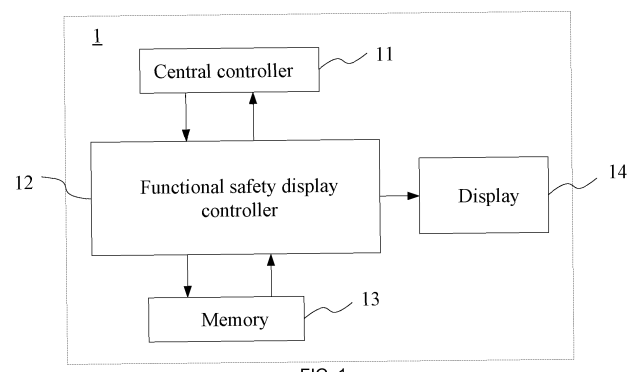 1
Central controller
11
12
Functional safety display
controller
Display
14
Memory
13
FIG. 1